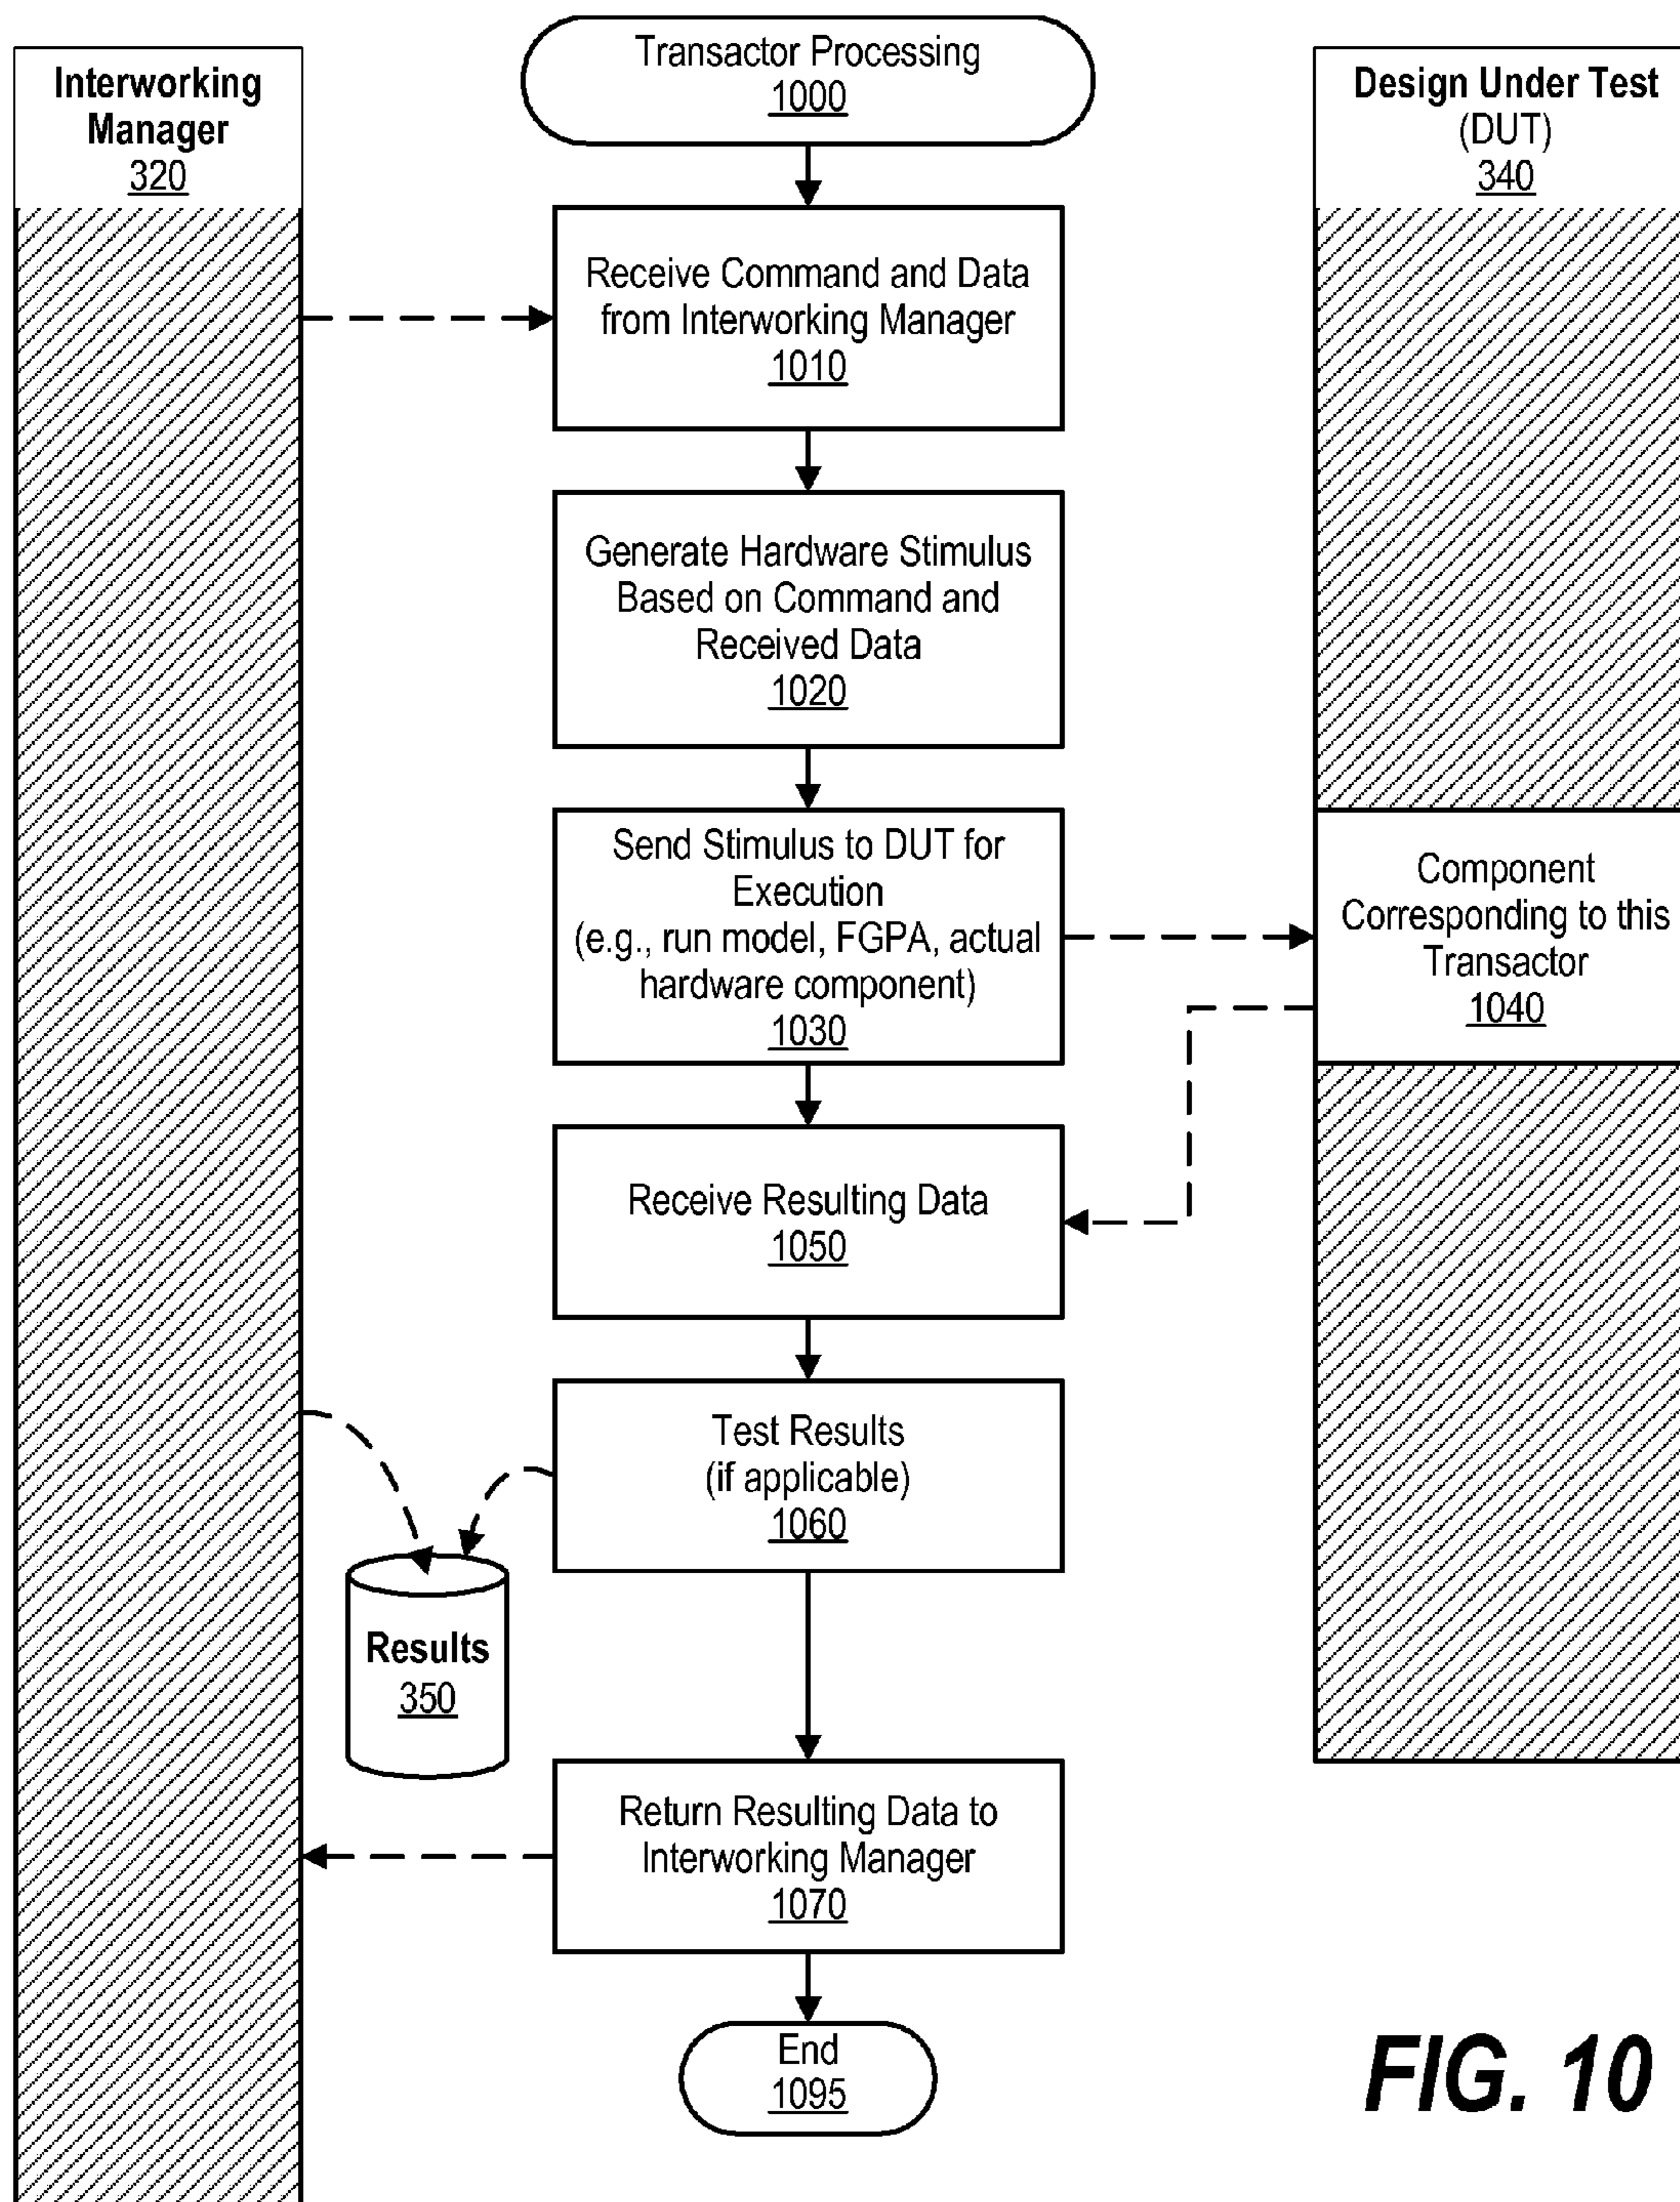 Transactor Processing
1000
Interworking
Manager
320
Design Under Test
(DUT)
340
Receive Command and Data
from Interworking Manager
1010
Generate Hardware Stimulus
Based on Command and
Received Data
1020
Send Stimulus to DUT for
Execution
(e.g., run model, FGPA, actual
hardware component)
1030
Component
Corresponding to this
Transactor
1040
Receive Resulting Data
1050
Test Results
(if applicable)
1060
Results
350
Return Resulting Data to
Interworking Manager
1070
End
1095
FIG. 10